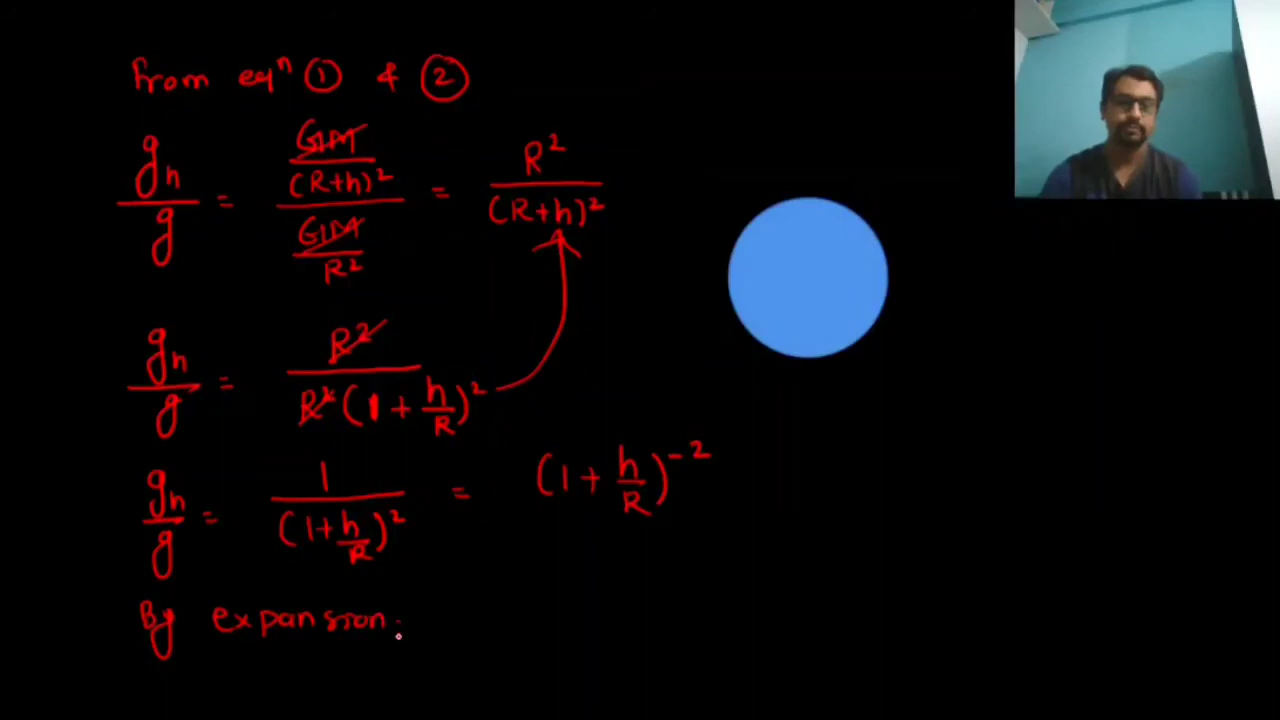 From eqⁿ ① & ②
gh/g = (GM/(R+h)²)/(GM/R²) = R²/(R+h)²
gh/g = R²/R²(1+h/R)²
gh/g = 1/(1+h/R)² = (1+h/R)⁻²
By expansion.